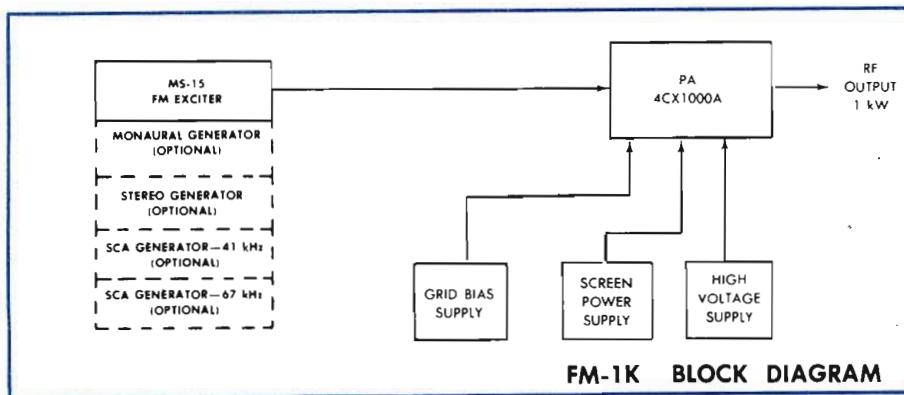 MS-15
FM EXCITER
MONAURAL GENERATOR
(OPTIONAL)
STEREO GENERATOR
(OPTIONAL)
SCA GENERATOR—41 kHz
(OPTIONAL)
SCA GENERATOR—67 kHz
(OPTIONAL)
PA
4CX1000A
RF
OUTPUT
1 kW
GRID BIAS
SUPPLY
SCREEN
POWER
SUPPLY
HIGH
VOLTAGE
SUPPLY
FM-1K BLOCK DIAGRAM